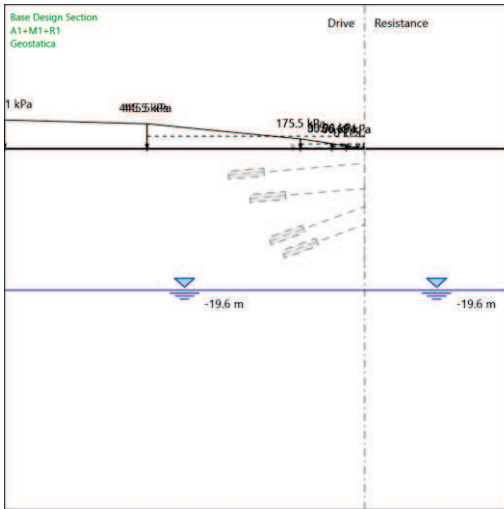 Base Design Section
A1+M1+R1
Geostatica
Drive
Resistance
1 kPa
175.5 kPa
-19.6 m
-19.6 m